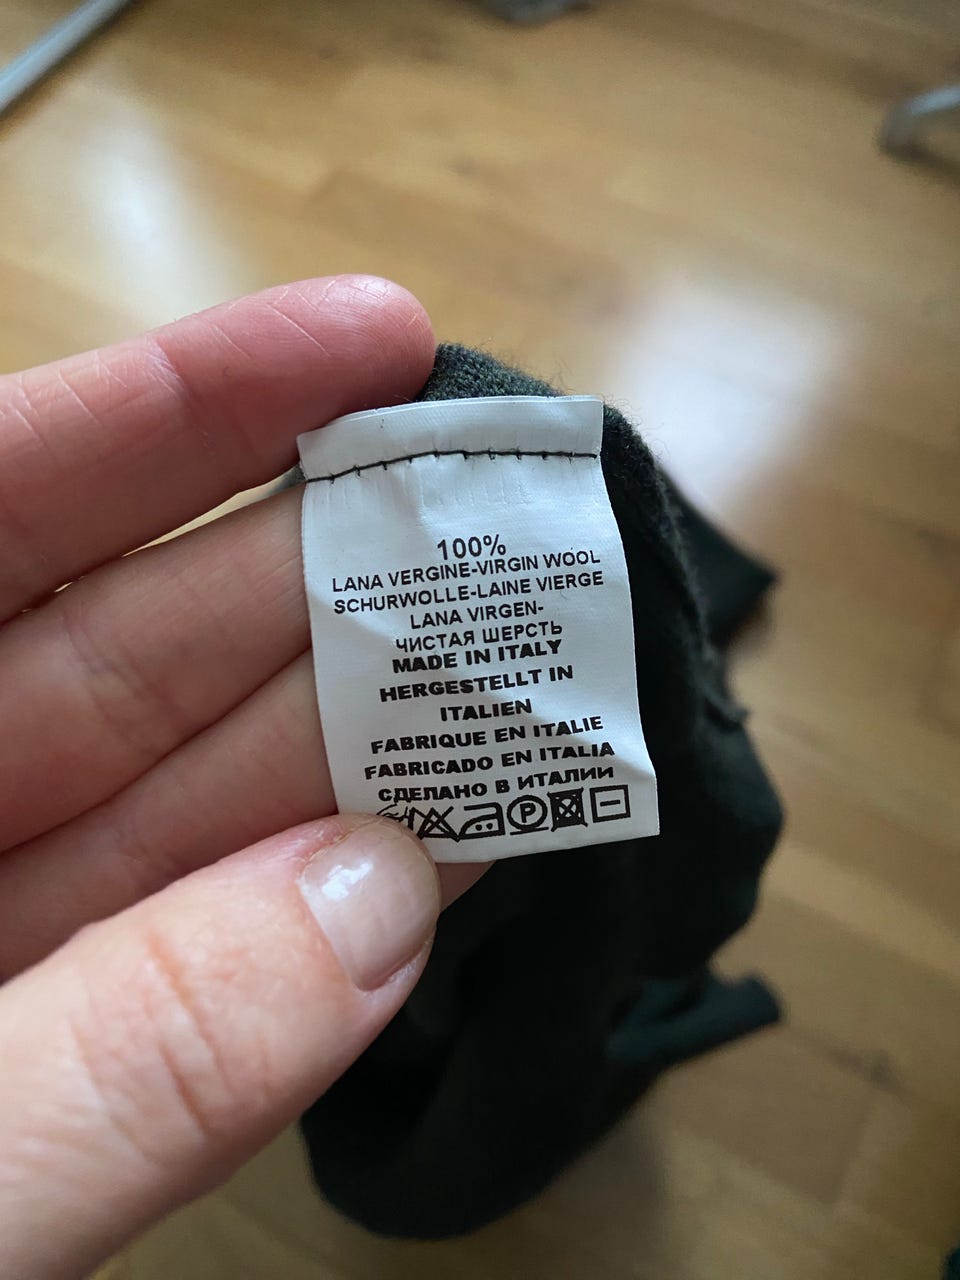 100%
LANA VERGINE-VIRGIN WOOL
SCHURWOLLE-LAINE VIERGE
LANA VIRGEN-
ЧИСТАЯ ШЕРСТЬ
MADE IN ITALY
HERGESTELLT IN
ITALIEN
FABRIQUE EN ITALIE
FABRICADO EN ITALIA
СДЕЛАНО В ИТАЛИИ
P